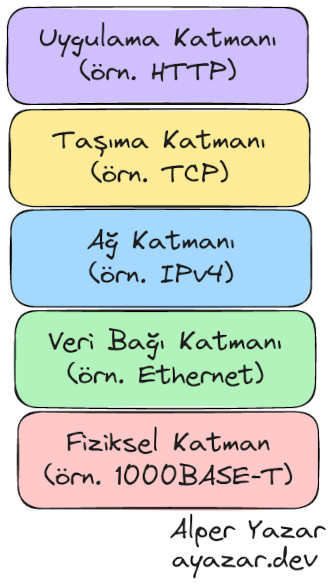 Uygulama Katmanı
(örn. HTTP)
Taşıma Katmanı
(örn. TCP)
Ağ Katmanı
(örn. IPv4)
Veri Bağı Katmanı
(örn. Ethernet)
Fiziksel Katman
(örn. 1000BASE-T)
Alper Yazar
ayazar.dev